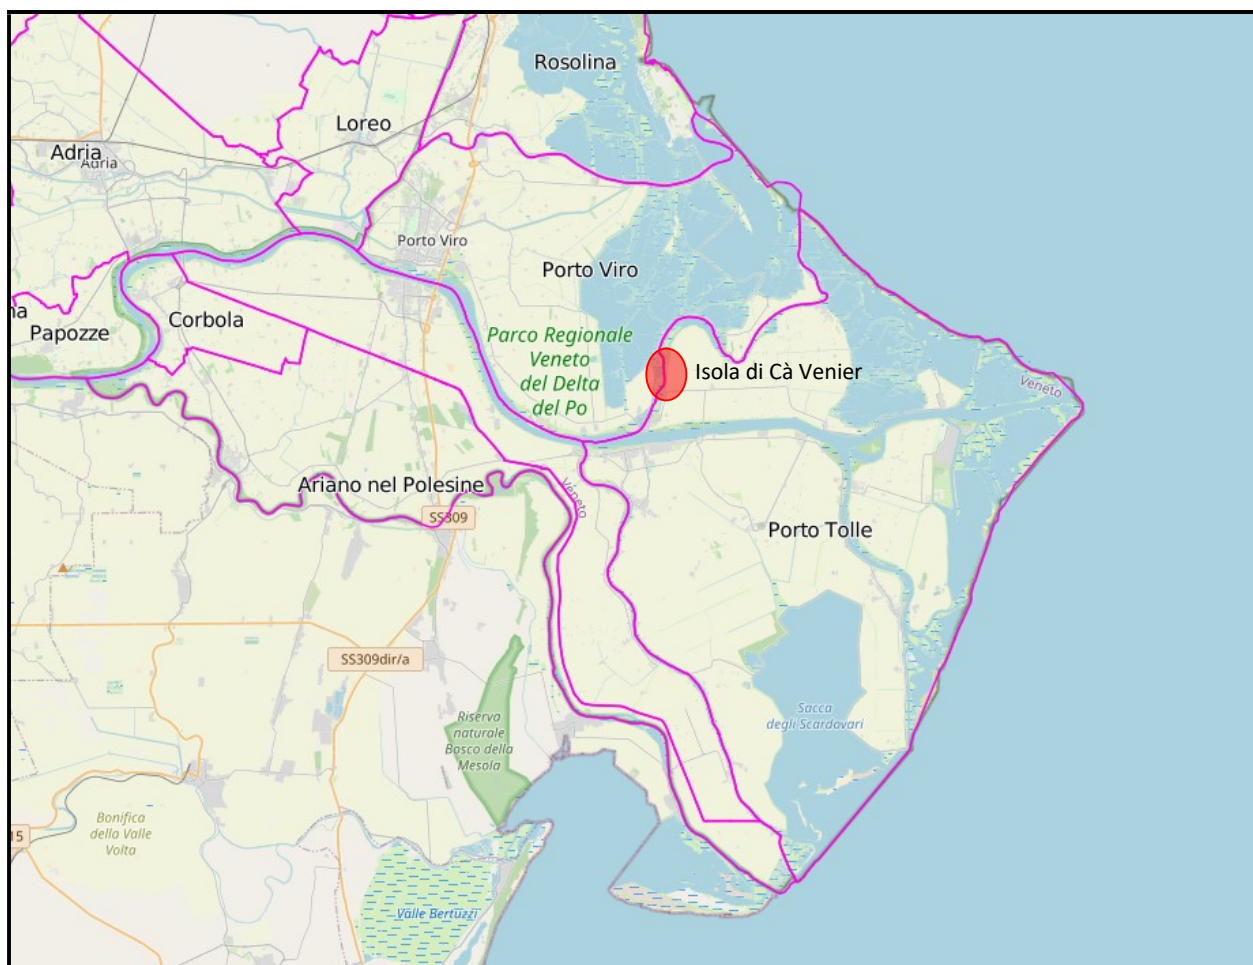 Rosolina
Loreo
Adria
Adria
Porto Viro
Porto Viro
Corbola
na
Papozze
Parco Regionale
Veneto
del Delta
del Po
Isola di Cà Venier
Veneto
Ariano nel Polesine
Veneto
SS309
Porto Tolle
SS309dir/a
Riserva
naturale
Bosco della
Mesola
Sacca
degli Scardovari
Bonifica
della Valle
Volta
15
Valle Bertuzzi